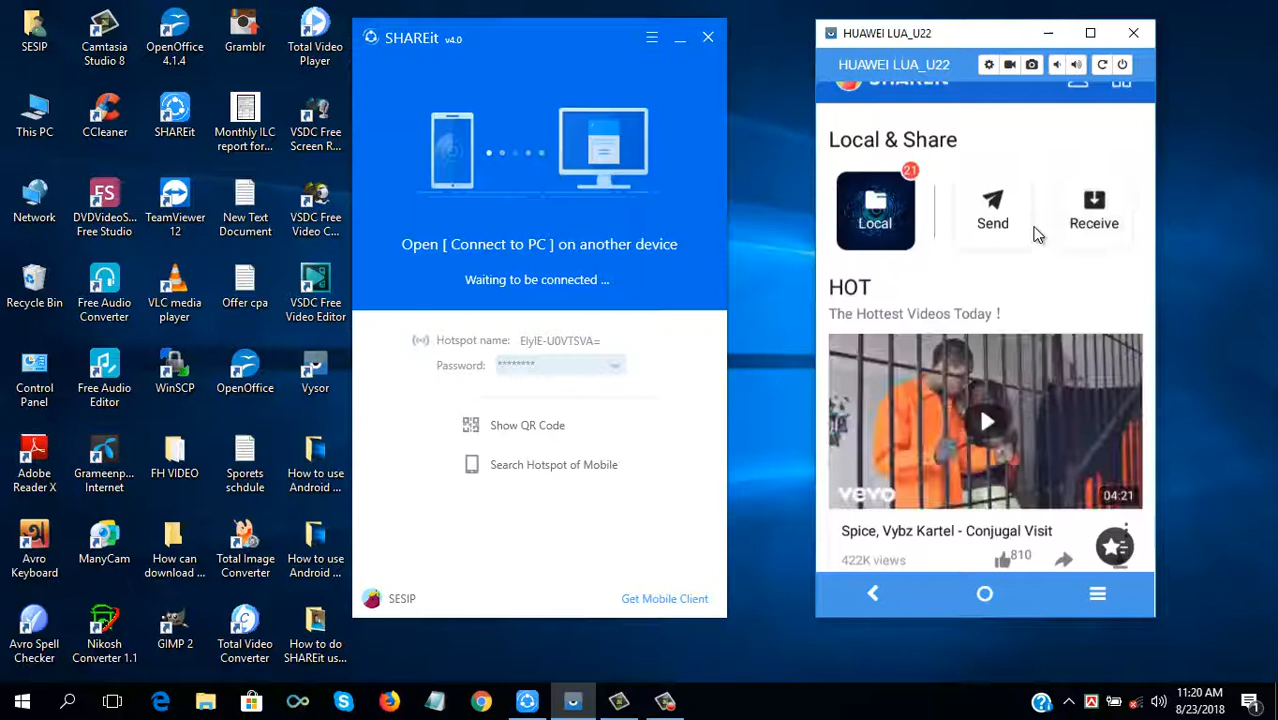 SESIP
Camtasia
Studio 8
OpenOffice
4.1.4
Gramblr
Total Video
Player
This PC
CCleaner
SHAREit
Monthly ILC
report for...
VSDC Free
Screen R...
Network
FS
DVDVideoS...
Free Studio
TeamViewer
12
New Text
Document
VSDC Free
Video C...
Recycle Bin
Free Audio
Converter
VLC media
player
Offer cpa
VSDC Free
Video Editor
Control
Panel
Free Audio
Editor
WinSCP
OpenOffice
Vysor
Adobe
Reader X
Grameenp...
Internet
FH VIDEO
Sporets
schdule
How to use
Android ...
Avro
Keyboard
ManyCam
How can
download ...
Total Image
Converter
How to use
Android ...
Avro Spell
Checker
Nikosh
Converter 1.1
GIMP 2
Total Video
Converter
How to do
SHAREit us...
SHAREit v4.0
Open [ Connect to PC ] on another device
Waiting to be connected ...
Hotspot name: ElylE-U0VTSVA=
Password: ********
Show QR Code
Search Hotspot of Mobile
SESIP
Get Mobile Client
HUAWEI LUA_U22
HUAWEI LUA_U22
Local & Share
21
Local
Send
Receive
HOT
The Hottest Videos Today !
vevo
04:21
Spice, Vybz Kartel - Conjugal Visit
422K views
810
11:20 AM
8/23/2018
1